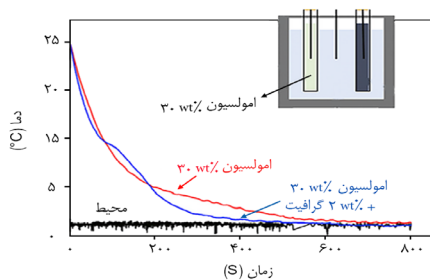 ۲۵
۱۵
۵
۰
دما (°C)
امولسیون ۳۰ wt٪
امولسیون ۳۰ wt٪
امولسیون ۳۰ wt٪
+ ۲ wt٪ گرافیت
محیط
۰ ۲۰۰ ۴۰۰ ۶۰۰ ۸۰۰
زمان (S)